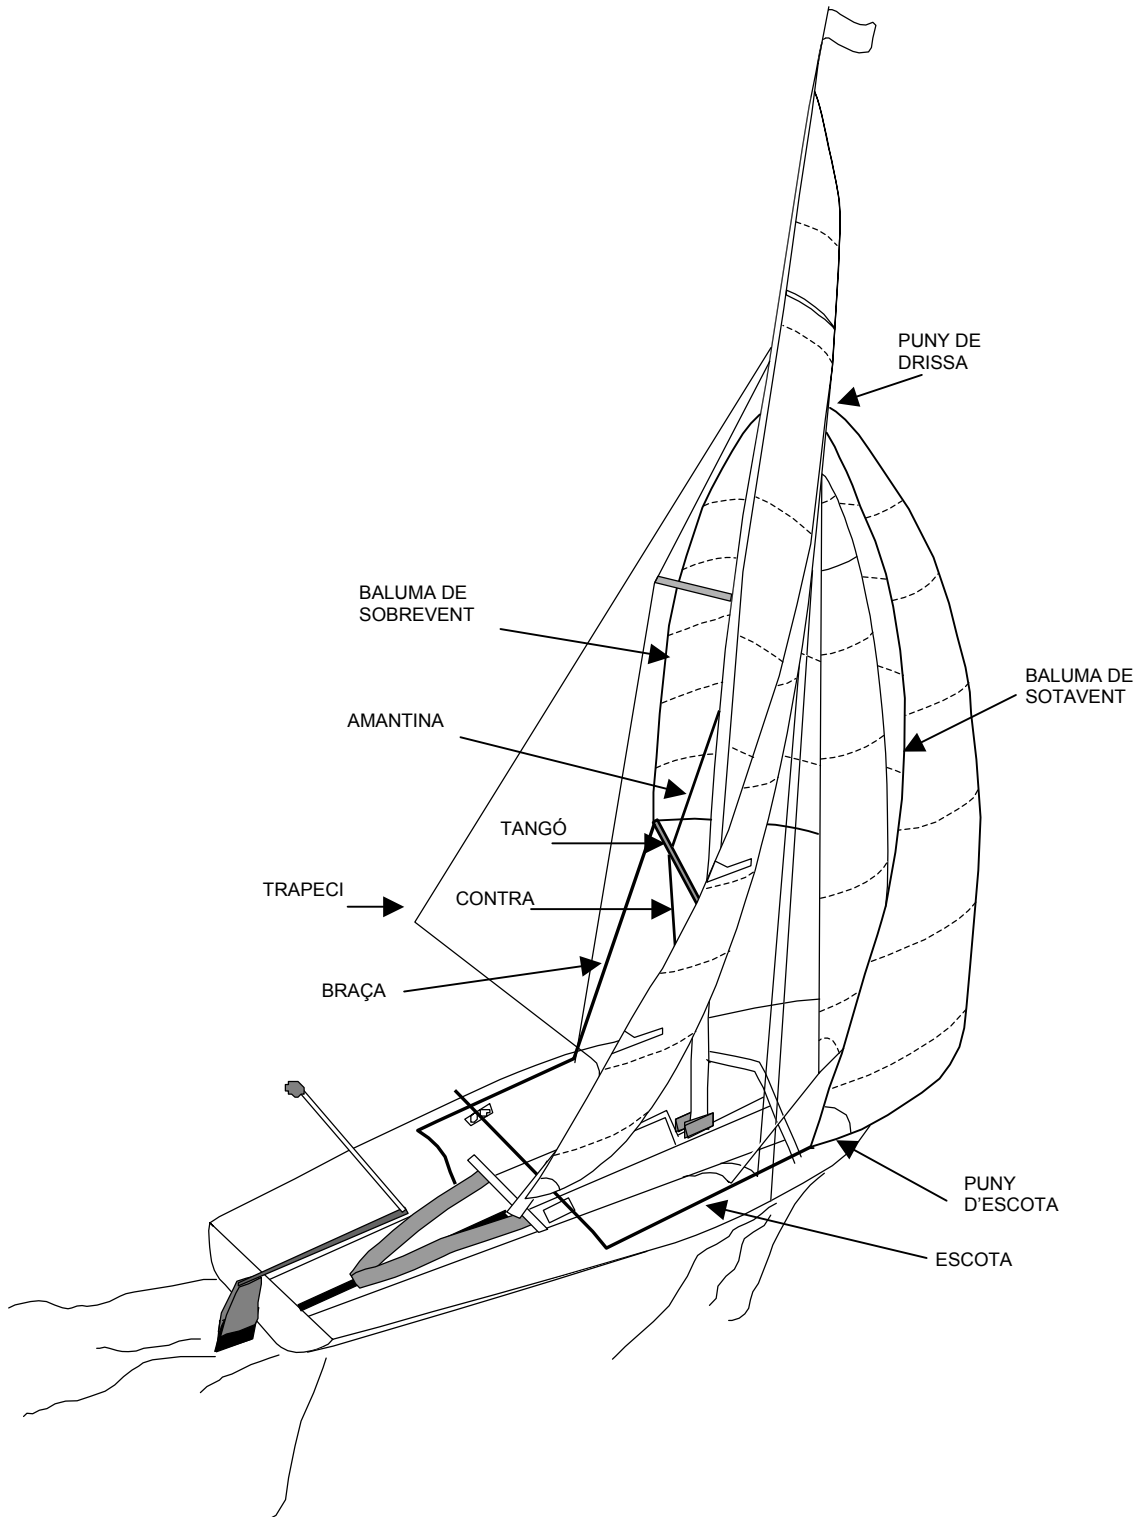 PUNY DE
DRISSA
BALUMA DE
SOBREVENT
BALUMA DE
SOTAVENT
AMANTINA
TANGÓ
TRAPECI
CONTRA
BRAÇA
PUNY
D'ESCOTA
ESCOTA